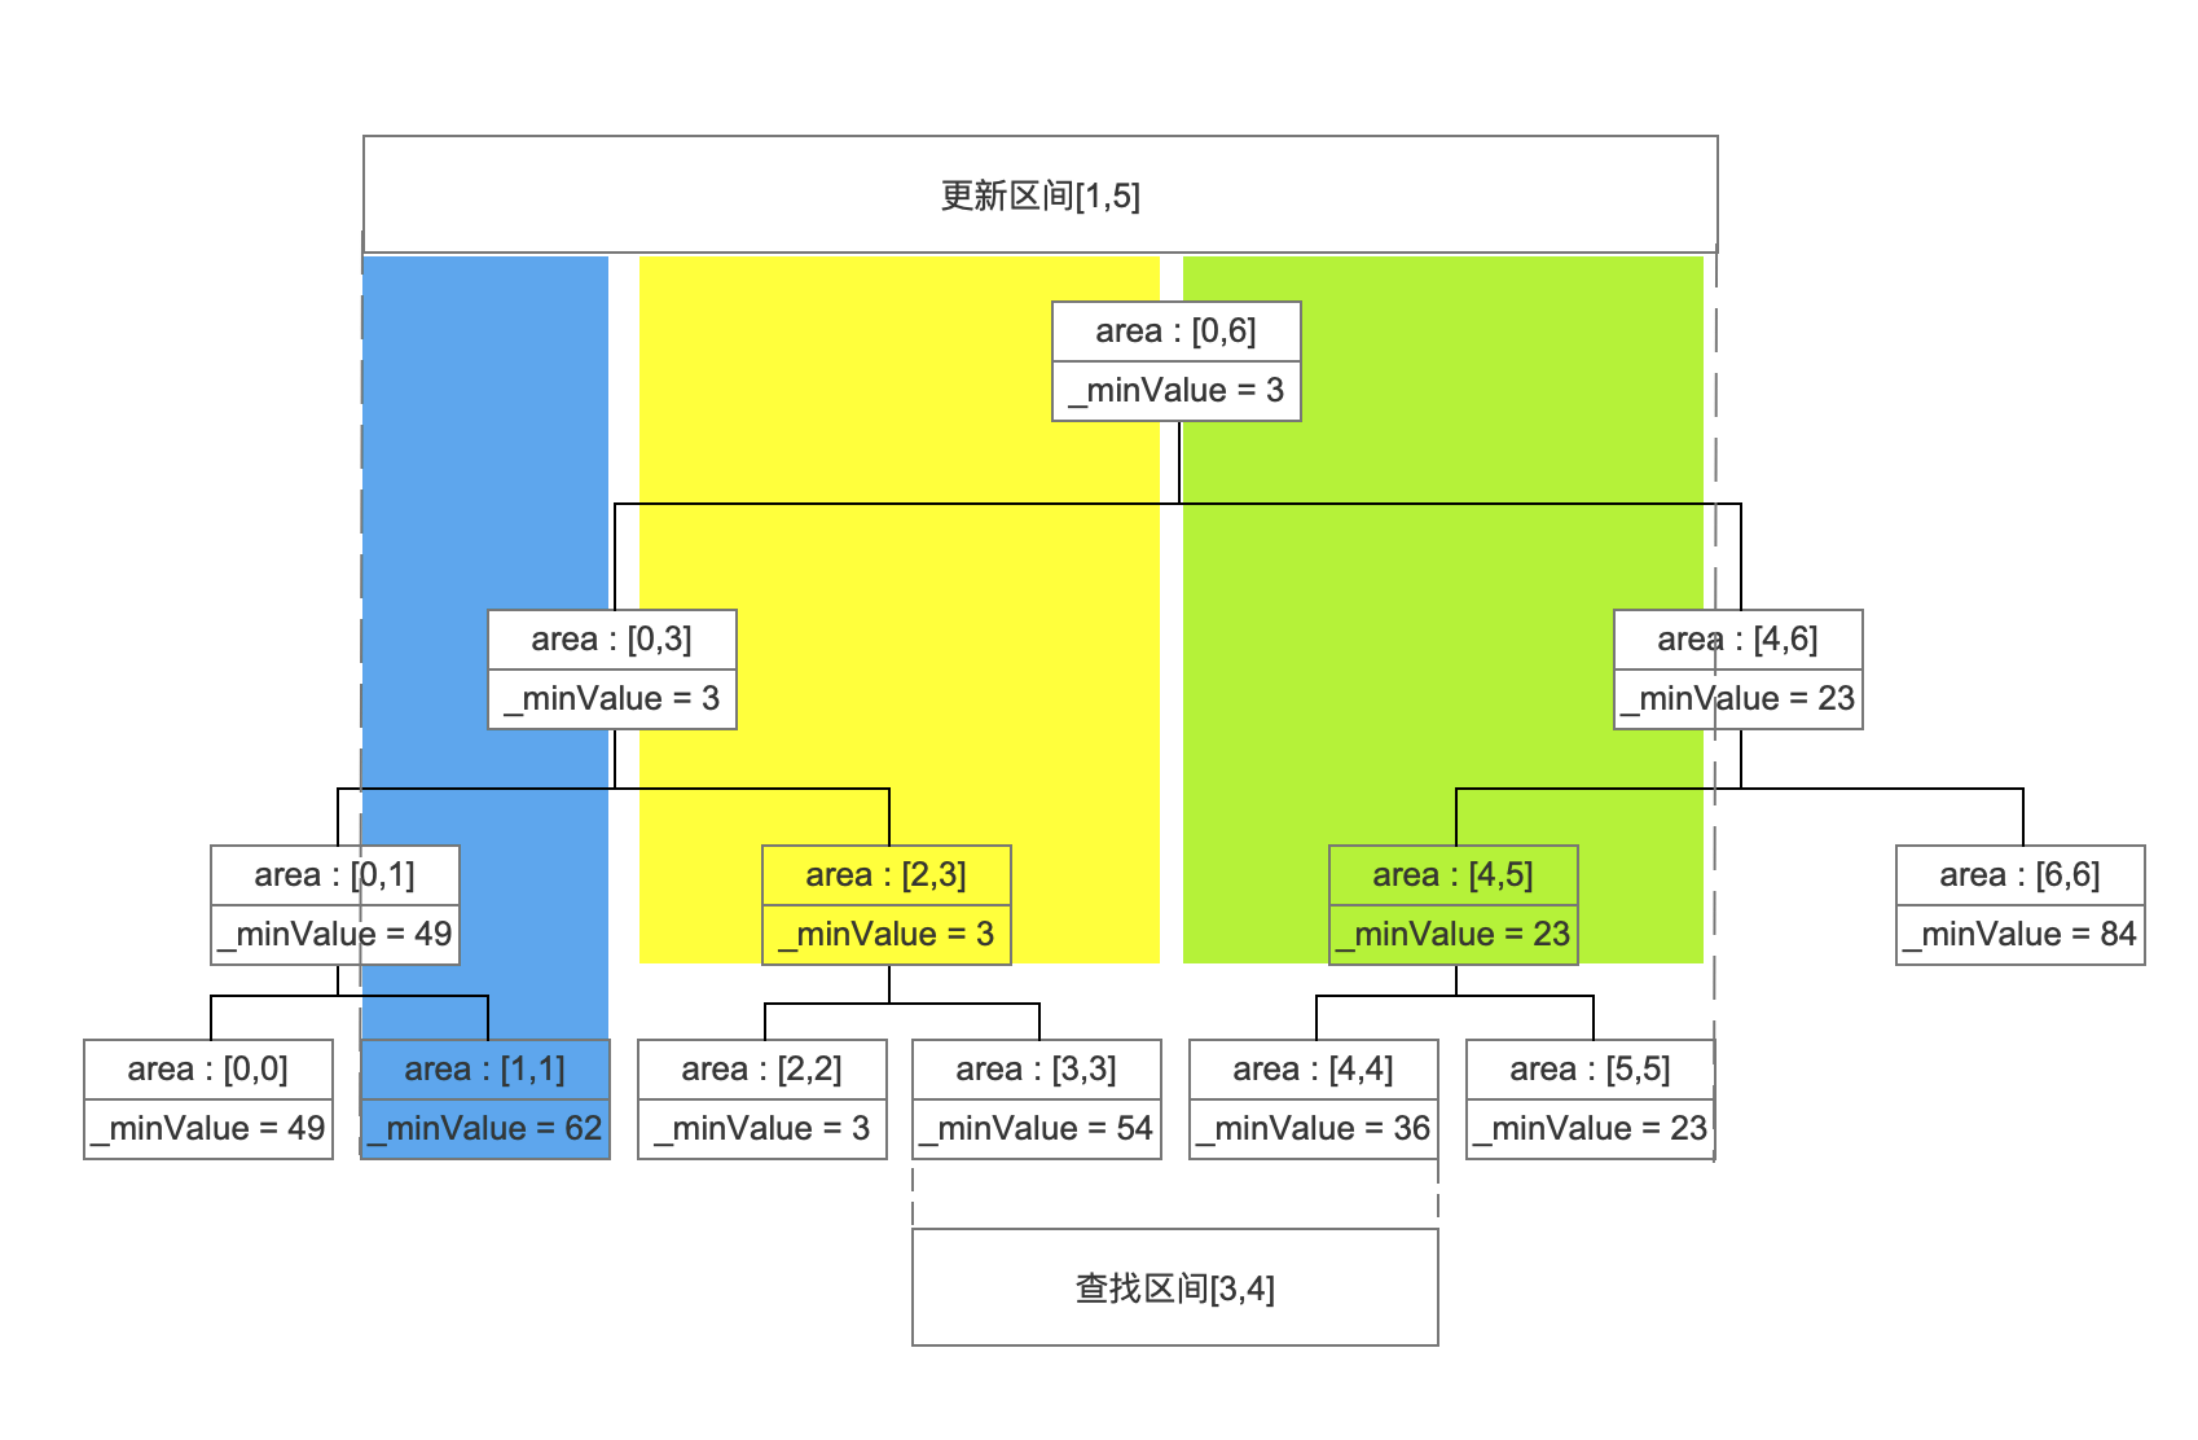 更新区间[1,5]
area : [0,6]
_minValue = 3
area : [0,3]
_minValue = 3
area : [4,6]
_minValue = 23
area : [0,1]
_minValue = 49
area : [2,3]
_minValue = 3
area : [4,5]
_minValue = 23
area : [6,6]
_minValue = 84
area : [0,0]
_minValue = 49
area : [1,1]
_minValue = 62
area : [2,2]
_minValue = 3
area : [3,3]
_minValue = 54
area : [4,4]
_minValue = 36
area : [5,5]
_minValue = 23
查找区间[3,4]